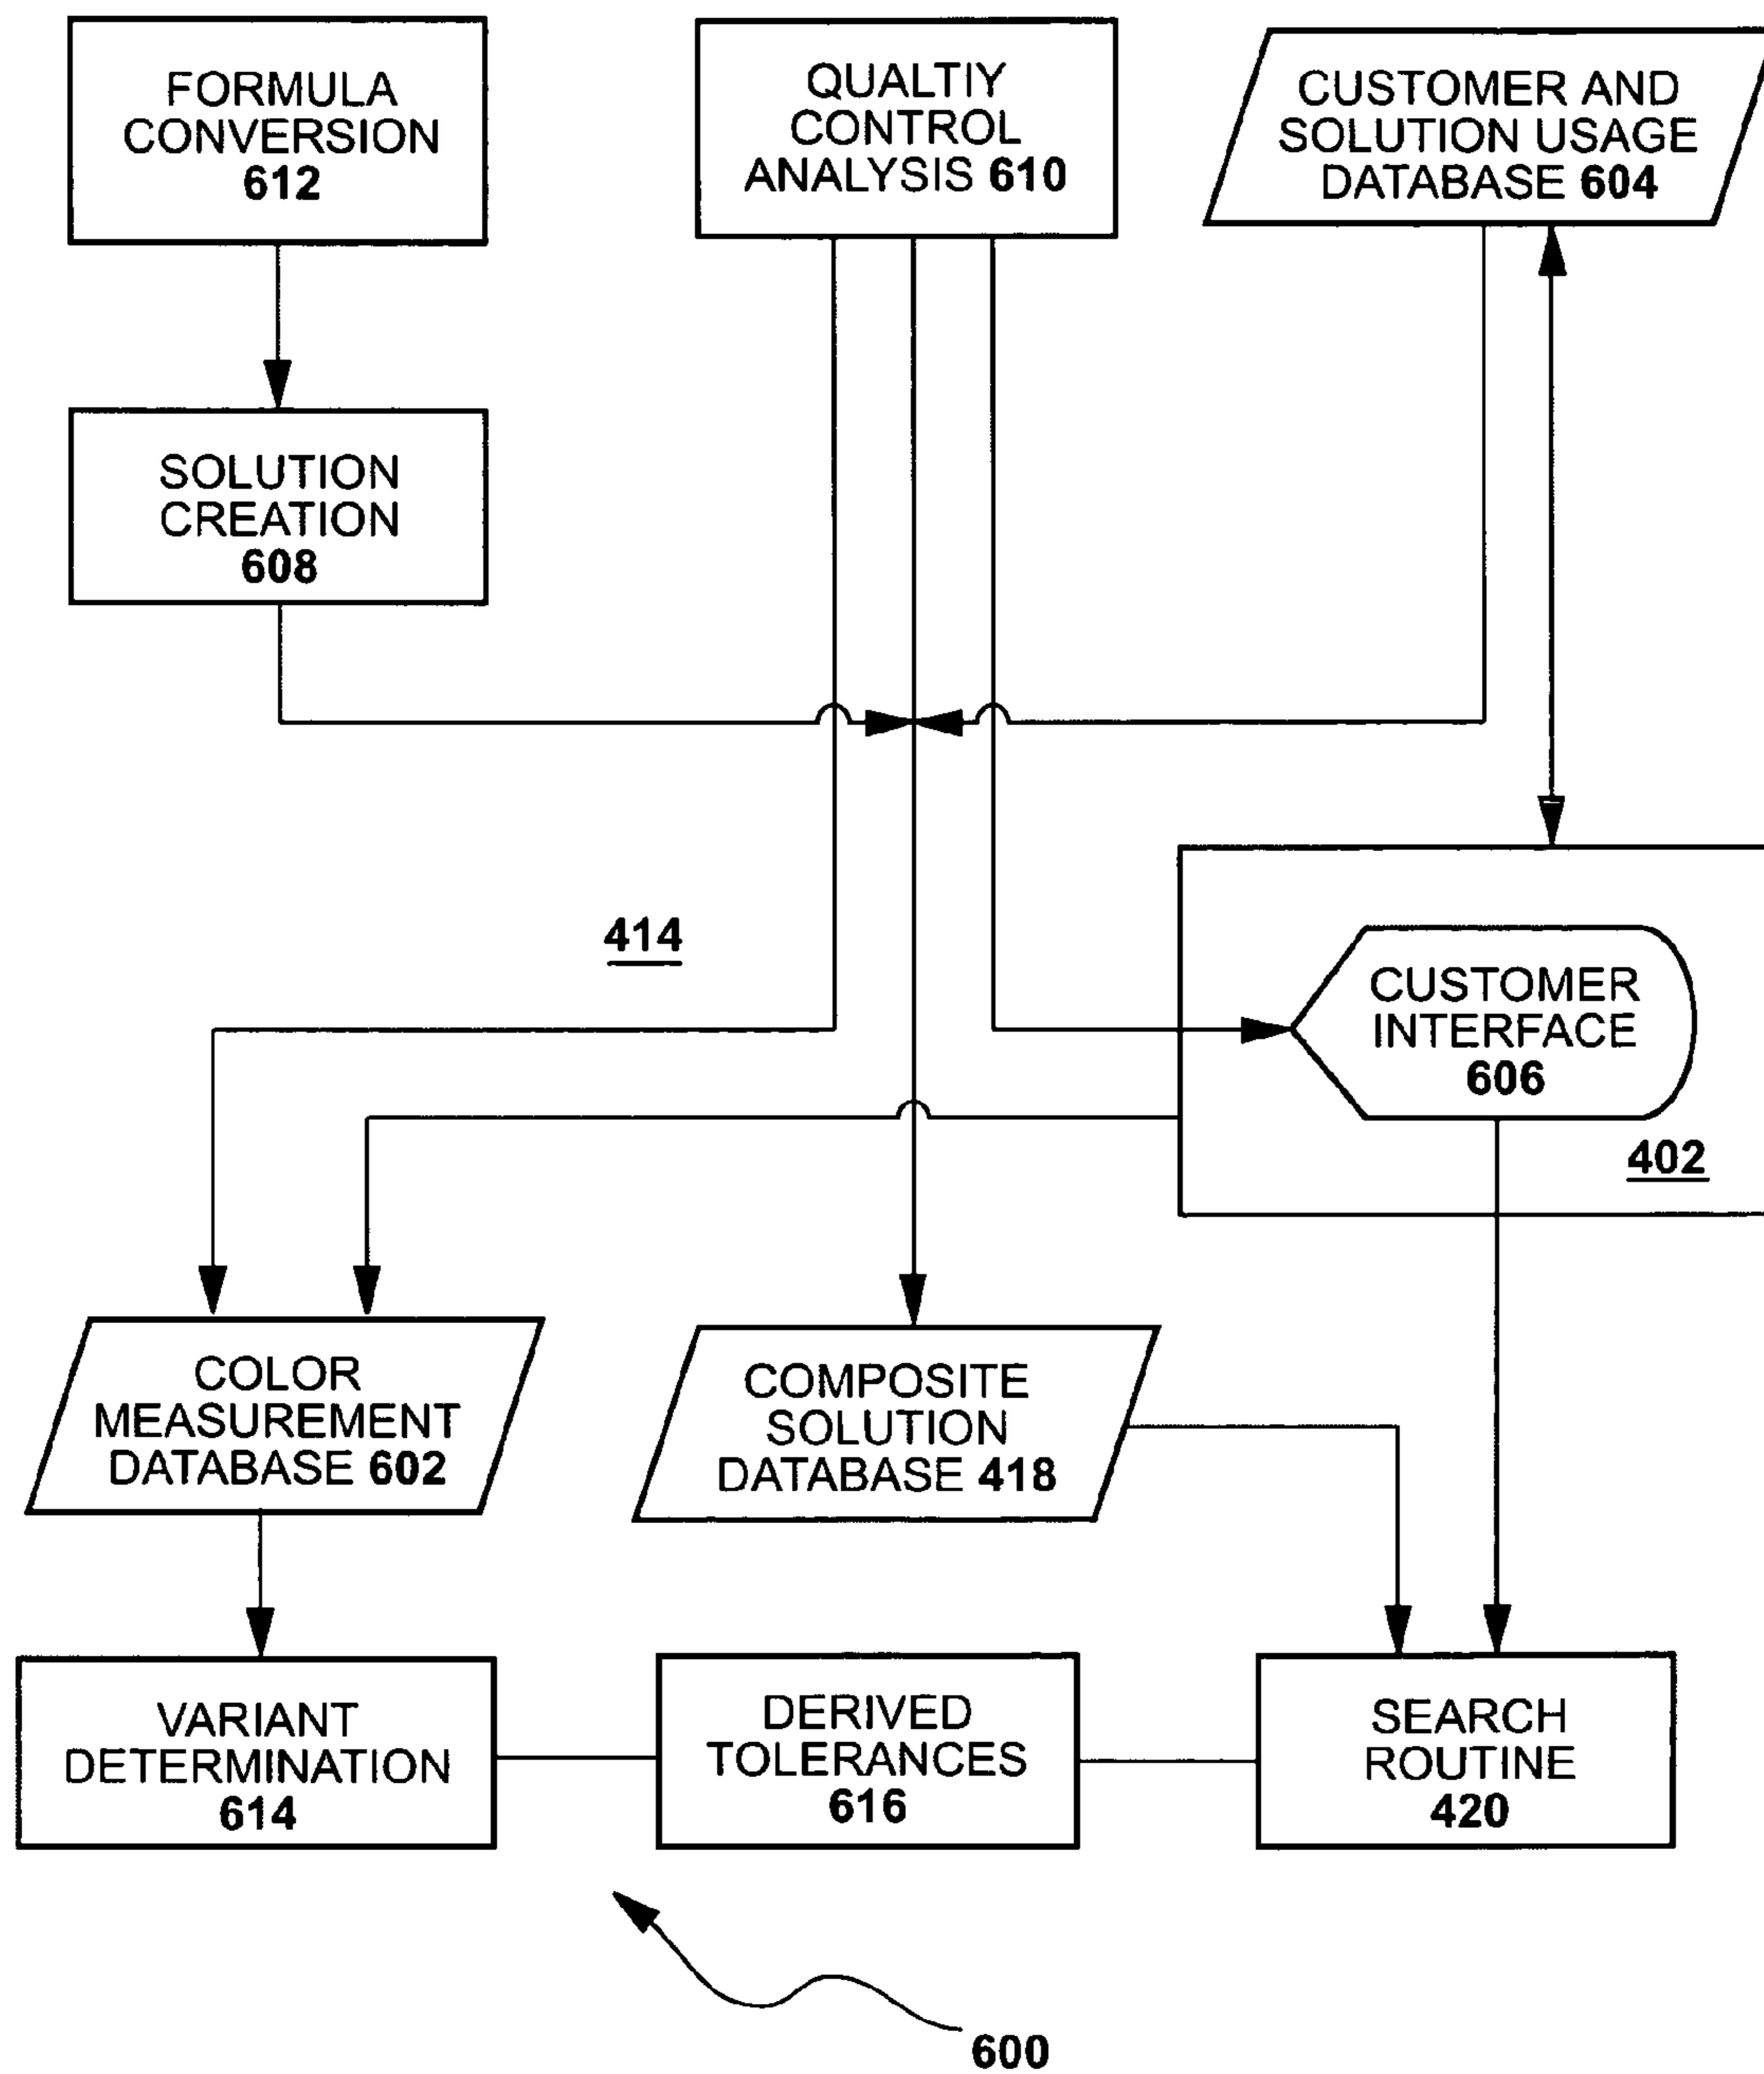 FORMULA
CONVERSION
612
QUALTIY
CONTROL
ANALYSIS 610
CUSTOMER AND
SOLUTION USAGE
DATABASE 604
SOLUTION
CREATION
608
414
CUSTOMER
INTERFACE
606
402
COLOR
MEASUREMENT
DATABASE 602
COMPOSITE
SOLUTION
DATABASE 418
VARIANT
DETERMINATION
614
DERIVED
TOLERANCES
616
SEARCH
ROUTINE
420
600